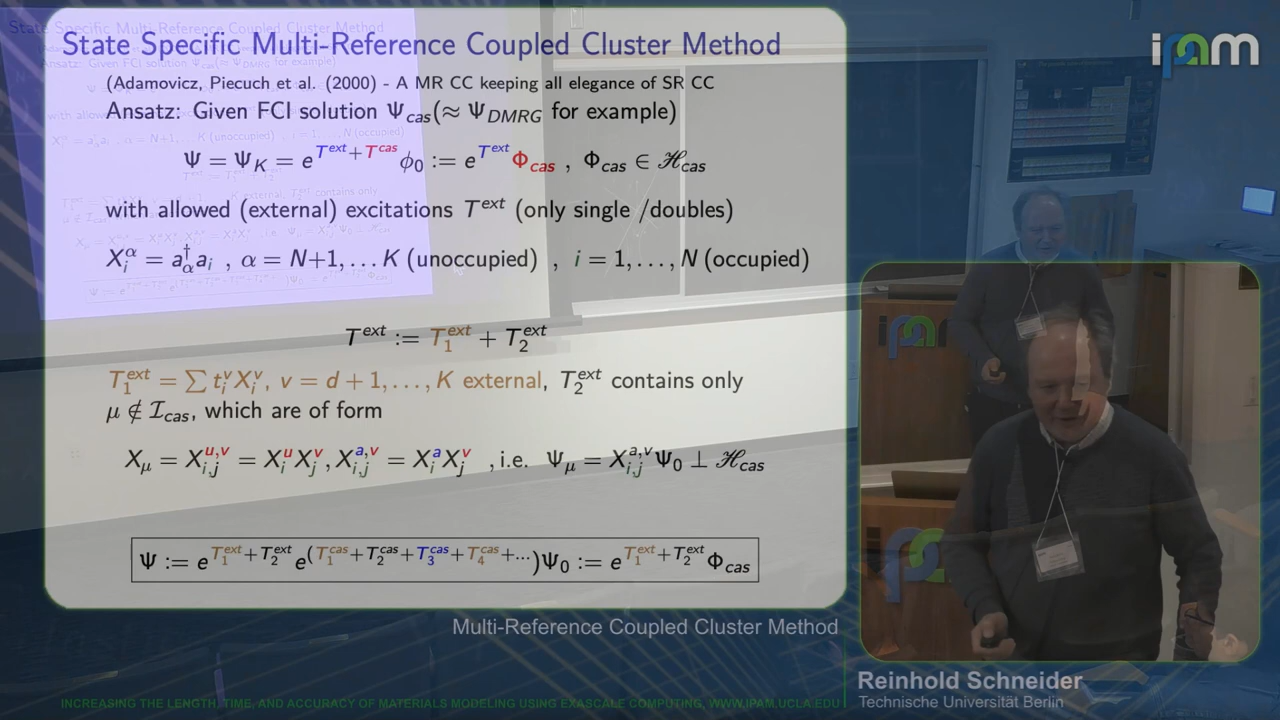 State Specific Multi-Reference Coupled Cluster Method
(Adamovicz, Piecuch et al. (2000) - A MR CC keeping all elegance of SR CC
Ansatz: Given FCI solution Ψ_cas(≈ Ψ_DMRG for example)
Ψ = Ψ_K = e^{T^ext+T^cas}ϕ_0 := e^{T^ext}Φ_cas , Φ_cas ∈ ℋ_cas
with allowed (external) excitations T^ext (only single /doubles)
X_i^α = a_α^† a_i , α = N+1, … K (unoccupied) , i = 1, …, N (occupied)
T^ext := T_1^ext + T_2^ext
T_1^ext = ∑ t_i^v X_i^v, v = d + 1, …, K external, T_2^ext contains only
μ ∉ I_cas, which are of form
X_μ = X_{i,j}^{u,v} = X_i^u X_j^v, X_{i,j}^{a,v} = X_i^a X_j^v , i.e. Ψ_μ = X_{i,j}^{a,v}Ψ_0 ⊥ ℋ_cas
Ψ := e^{T_1^ext+T_2^ext} e^{(T_1^cas+T_2^cas+T_3^cas+T_4^cas+…})Ψ_0 := e^{T_1^ext+T_2^ext}Φ_cas
ipam
Multi-Reference Coupled Cluster Method
Reinhold Schneider
Technische Universität Berlin
INCREASING THE LENGTH, TIME, AND ACCURACY OF MATERIALS MODELING USING EXASCALE COMPUTING, WWW.IPAM.UCLA.EDU